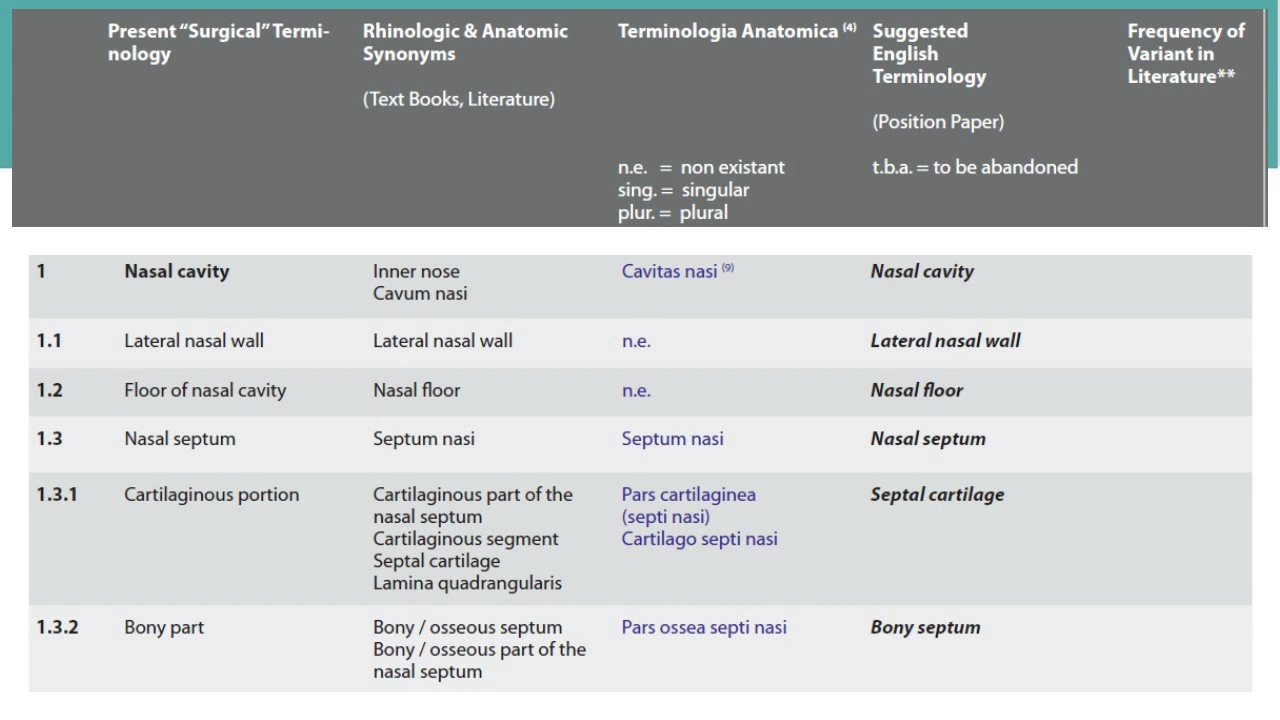 Present “Surgical” Termi-
nology
Rhinologic & Anatomic
Synonyms
(Text Books, Literature)
Terminologia Anatomica (4)
n.e. = non existant
sing. = singular
plur. = plural
Suggested
English
Terminology
(Position Paper)
t.b.a. = to be abandoned
Frequency of
Variant in
Literature**
1
Nasal cavity
Inner nose
Cavum nasi
Cavitas nasi (9)
Nasal cavity
1.1
Lateral nasal wall
Lateral nasal wall
n.e.
Lateral nasal wall
1.2
Floor of nasal cavity
Nasal floor
n.e.
Nasal floor
1.3
Nasal septum
Septum nasi
Septum nasi
Nasal septum
1.3.1
Cartilaginous portion
Cartilaginous part of the
nasal septum
Cartilaginous segment
Septal cartilage
Lamina quadrangularis
Pars cartilaginea
(septi nasi)
Cartilago septi nasi
Septal cartilage
1.3.2
Bony part
Bony / osseous septum
Bony / osseous part of the
nasal septum
Pars ossea septi nasi
Bony septum